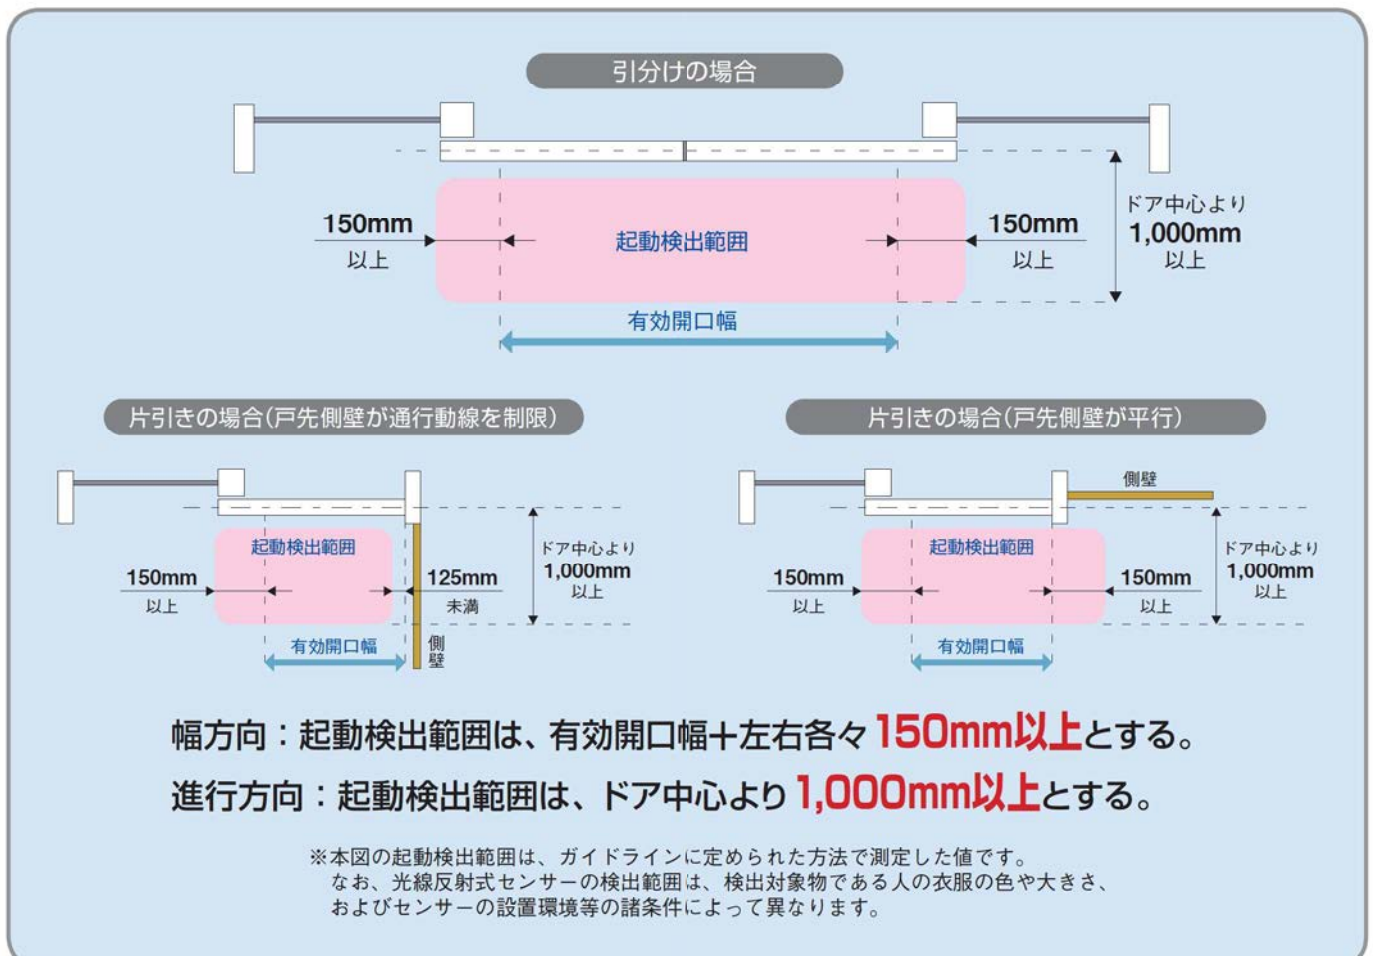 引分けの場合
150mm
以上
起動検出範囲
150mm
以上
ドア中心より
1,000mm
以上
有効開口幅
片引きの場合(戸先側壁が通行動線を制限)
起動検出範囲
150mm
以上
125mm
未満
ドア中心より
1,000mm
以上
有効開口幅
側壁
片引きの場合(戸先側壁が平行)
側壁
起動検出範囲
150mm
以上
150mm
以上
ドア中心より
1,000mm
以上
有効開口幅
幅方向：起動検出範囲は、有効開口幅＋左右各々150mm以上とする。
進行方向：起動検出範囲は、ドア中心より1,000mm以上とする。
※本図の起動検出範囲は、ガイドラインに定められた方法で測定した値です。
なお、光線反射式センサーの検出範囲は、検出対象物である人の衣服の色や大きさ、
およびセンサーの設置環境等の諸条件によって異なります。